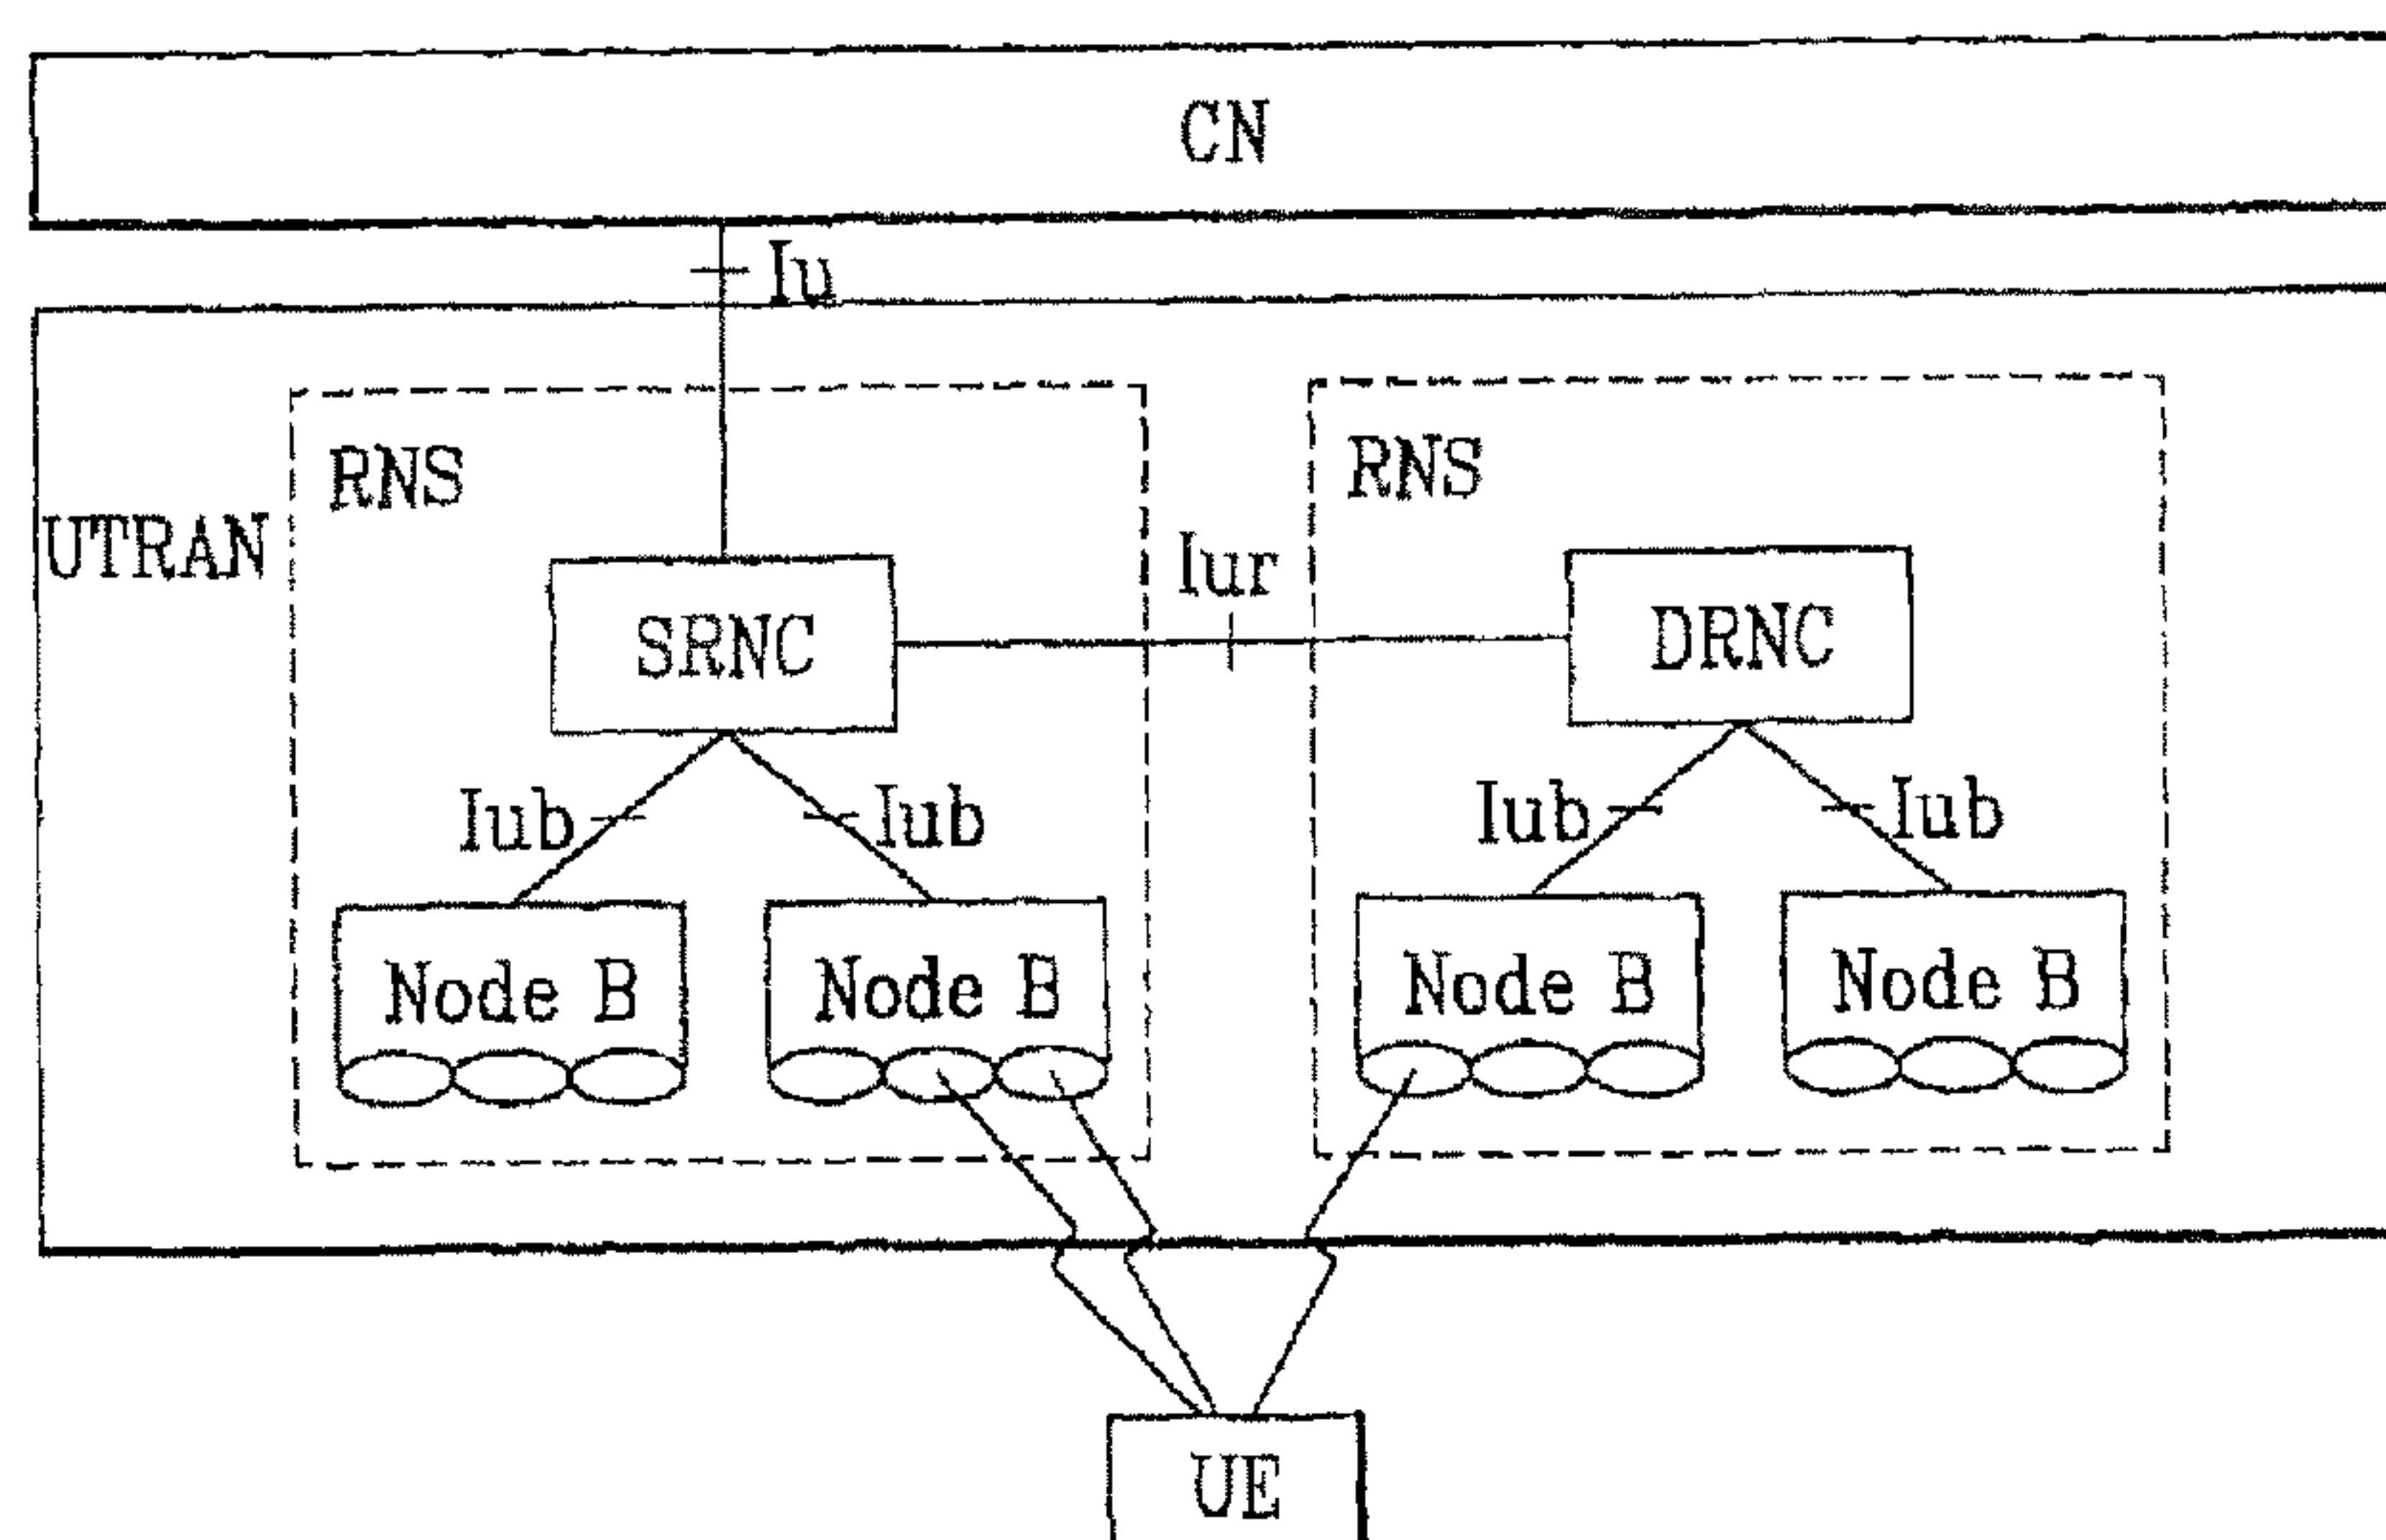 CN
Iu
RNS
RNS
UTRAN
Iur
SRNC
DRNC
Iub
Iub
Iub
Iub
Node B
Node B
Node B
Node B
UE